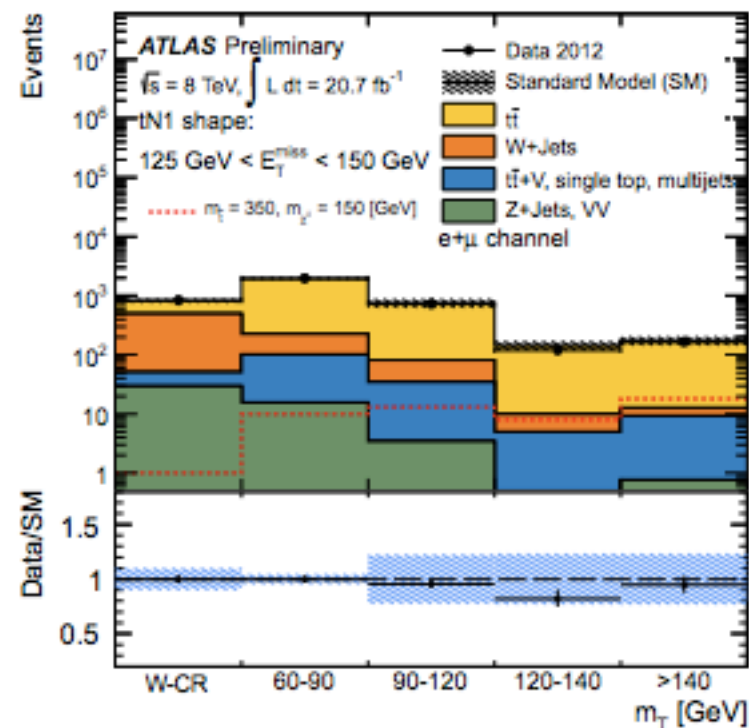 Events
10⁷
10⁶
10⁵
10⁴
10³
10²
10
1
ATLAS Preliminary
√s = 8 TeV, ∫ L dt = 20.7 fb⁻¹
tN1 shape:
125 GeV < E_T^miss < 150 GeV
Data 2012
Standard Model (SM)
tt̄
W+Jets
tt̄+V, single top, multijets
Z+Jets, VV
e+μ channel
Data/SM
1.5
1
0.5
W-CR 60-90 90-120 120-140 >140
m_T [GeV]